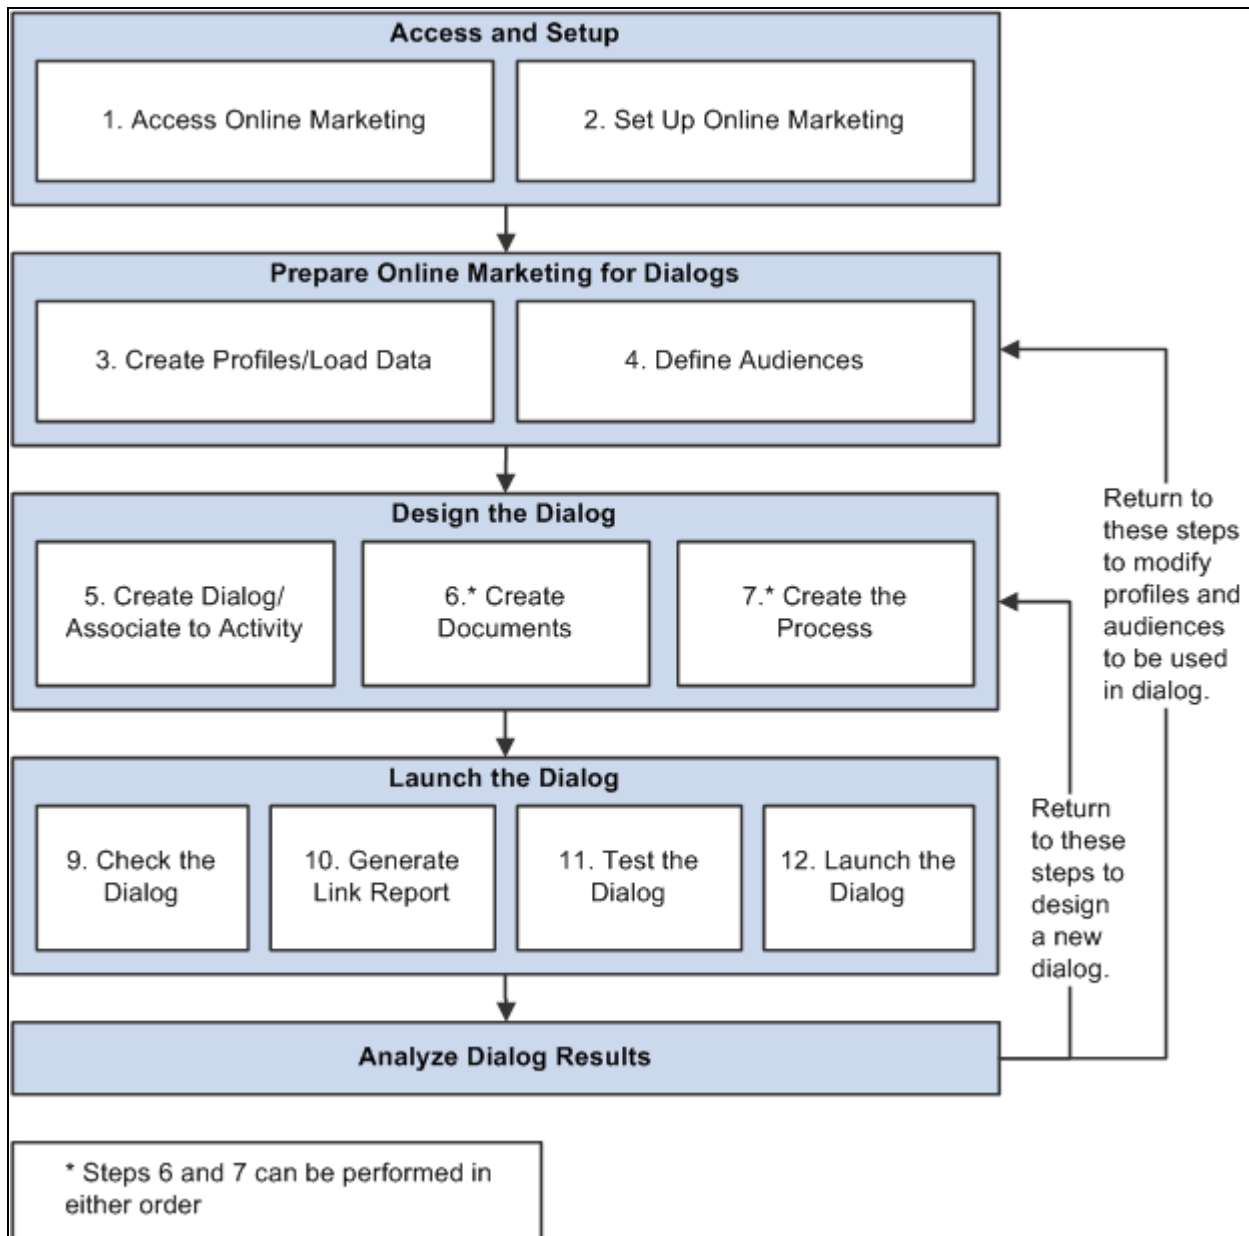 Access and Setup
1. Access Online Marketing
2. Set Up Online Marketing
Prepare Online Marketing for Dialogs
3. Create Profiles/Load Data
4. Define Audiences
Design the Dialog
5. Create Dialog/
Associate to Activity
6.* Create
Documents
7.* Create the
Process
Launch the Dialog
9. Check the
Dialog
10. Generate
Link Report
11. Test the
Dialog
12. Launch the
Dialog
Analyze Dialog Results
Return to
these steps
to modify
profiles and
audiences
to be used
in dialog.
Return
to these
steps to
design
a new
dialog.
* Steps 6 and 7 can be performed in
either order